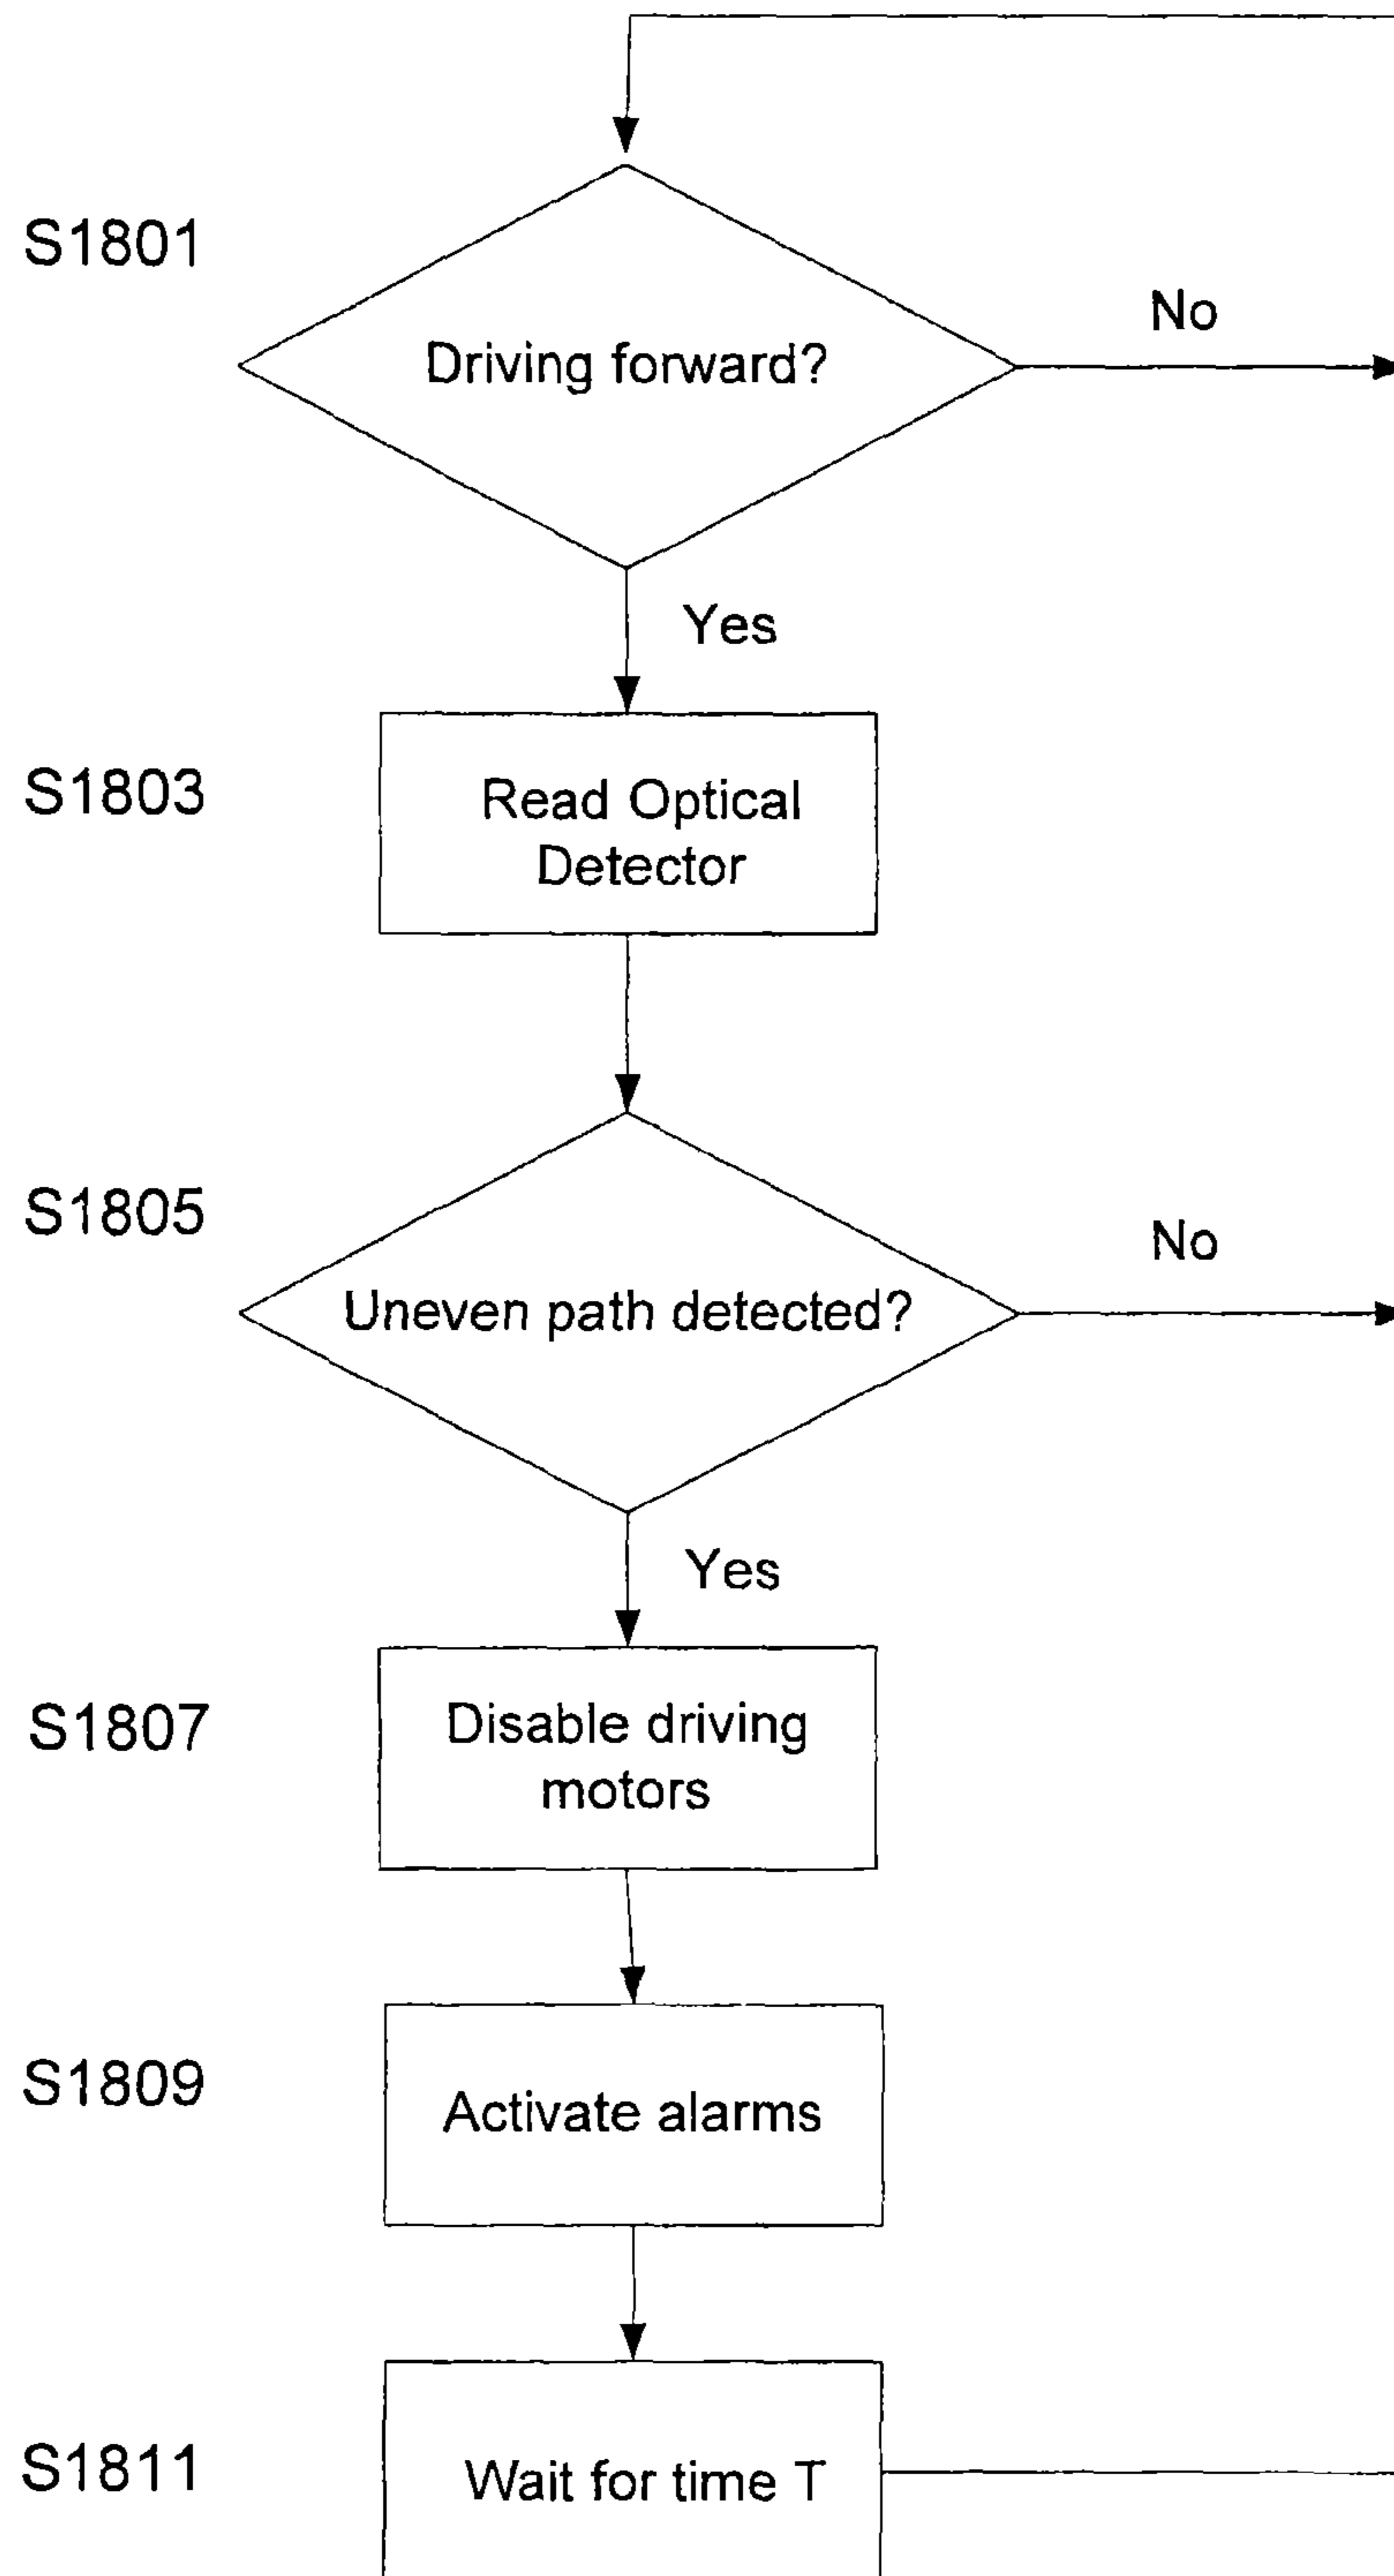 S1801
Driving forward?
No
Yes
S1803
Read Optical
Detector
S1805
Uneven path detected?
No
Yes
S1807
Disable driving
motors
S1809
Activate alarms
S1811
Wait for time T